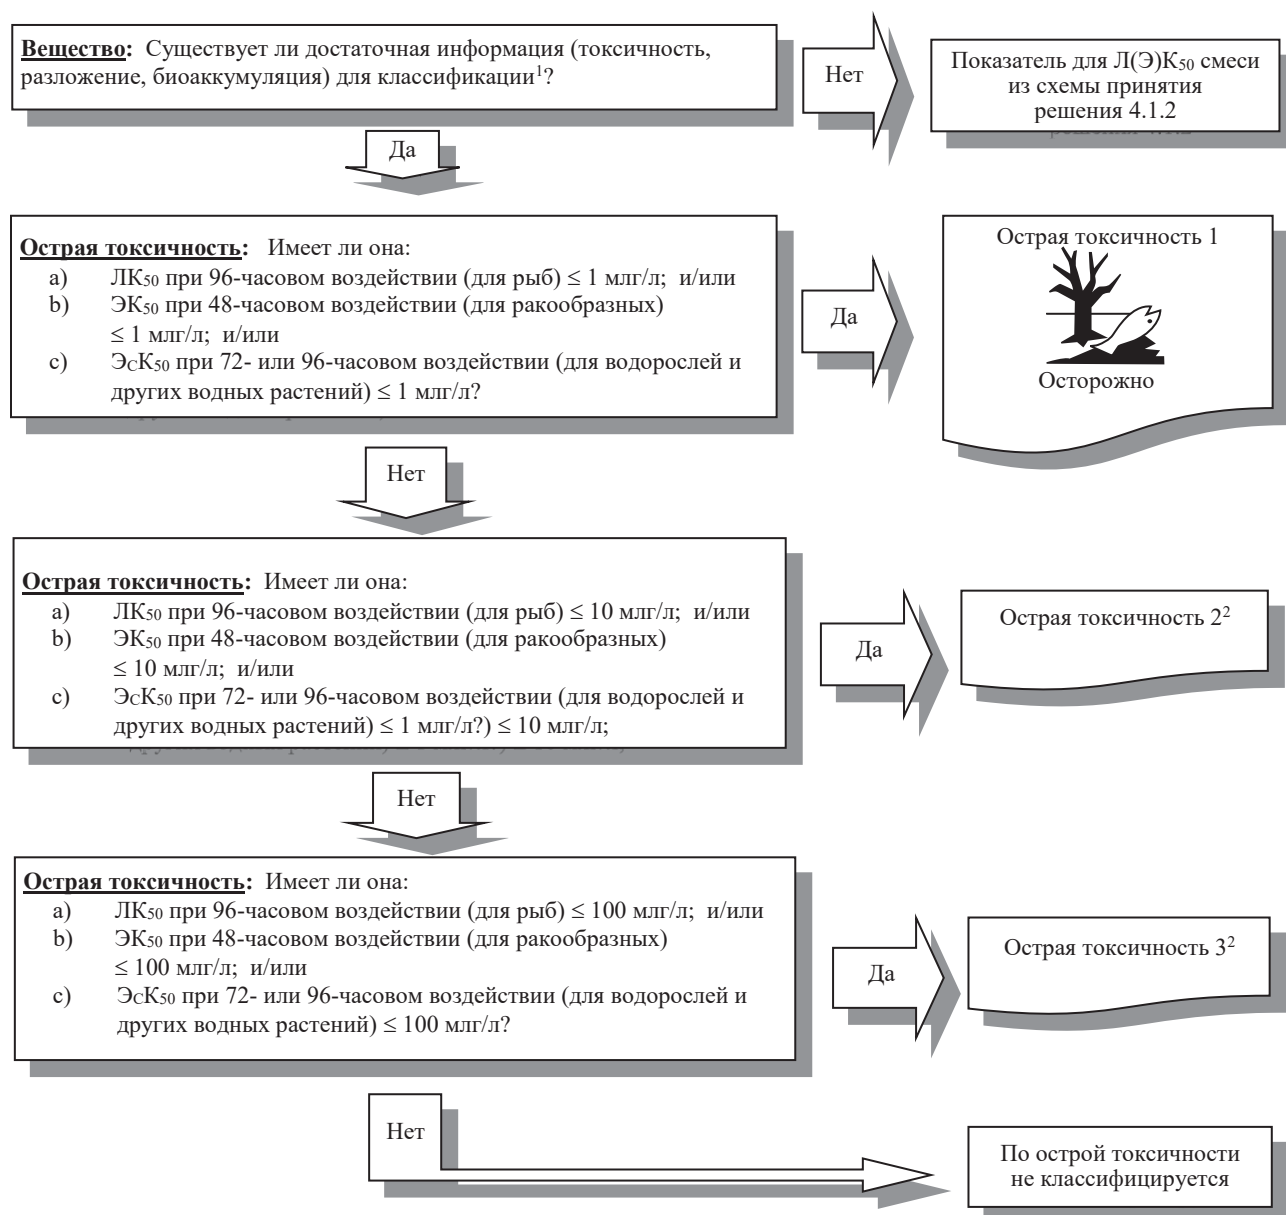 Вещество: Существует ли достаточная информация (токсичность,
разложение, биоаккумуляция) для классификации¹?
Нет
Показатель для Л(Э)К₅₀ смеси
из схемы принятия
решения 4.1.2
Да
Острая токсичность: Имеет ли она:
a) ЛК₅₀ при 96-часовом воздействии (для рыб) ≤ 1 млг/л; и/или
b) ЭК₅₀ при 48-часовом воздействии (для ракообразных)
≤ 1 млг/л; и/или
c) ЭсК₅₀ при 72- или 96-часовом воздействии (для водорослей и
других водных растений) ≤ 1 млг/л?
Да
Острая токсичность 1
Осторожно
Нет
Острая токсичность: Имеет ли она:
a) ЛК₅₀ при 96-часовом воздействии (для рыб) ≤ 10 млг/л; и/или
b) ЭК₅₀ при 48-часовом воздействии (для ракообразных)
≤ 10 млг/л; и/или
c) ЭсК₅₀ при 72- или 96-часовом воздействии (для водорослей и
других водных растений) ≤ 1 млг/л?) ≤ 10 млг/л;
Да
Острая токсичность 2²
Нет
Острая токсичность: Имеет ли она:
a) ЛК₅₀ при 96-часовом воздействии (для рыб) ≤ 100 млг/л; и/или
b) ЭК₅₀ при 48-часовом воздействии (для ракообразных)
≤ 100 млг/л; и/или
c) ЭсК₅₀ при 72- или 96-часовом воздействии (для водорослей и
других водных растений) ≤ 100 млг/л?
Да
Острая токсичность 3²
Нет
По острой токсичности
не классифицируется